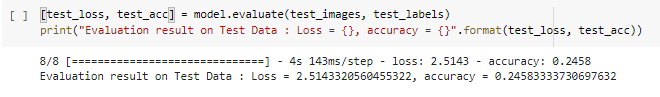 [ ] [test_loss, test_acc] = model.evaluate(test_images, test_labels)
print("Evaluation result on Test Data : Loss = {}, accuracy = {}".format(test_loss, test_acc))
8/8 [==============================] - 4s 143ms/step - loss: 2.5143 - accuracy: 0.2458
Evaluation result on Test Data : Loss = 2.5143320560455322, accuracy = 0.24583333730697632